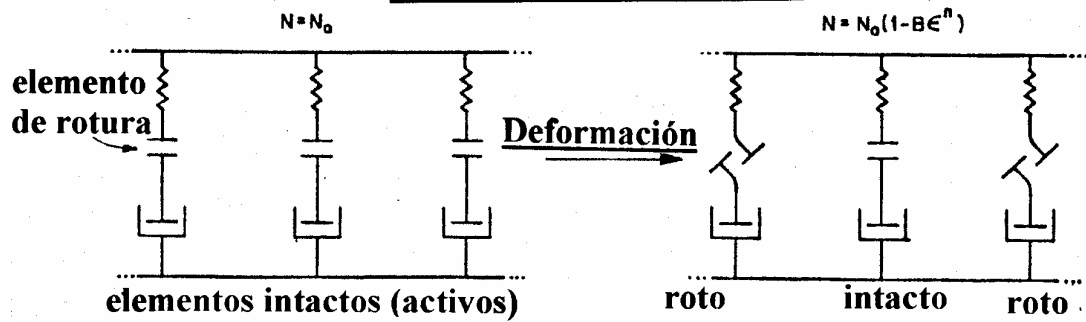 N=N₀
N=N₀(1-Bϵⁿ)
elemento
de rotura
Deformación
elementos intactos (activos)
roto
intacto
roto